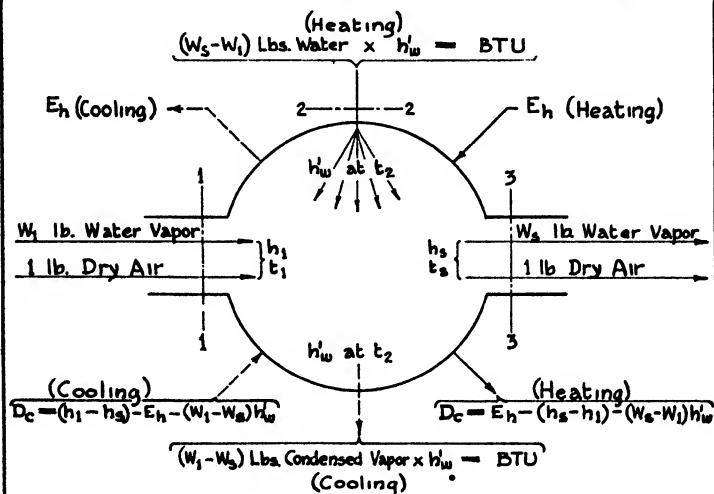 (Heating)
(Ws-W1) Lbs. Water x h'w = BTU
Eh (Cooling)
2 2
Eh (Heating)
h'w at t2
1
3
W1 lb. Water Vapor
h1
hs
Ws lb Water Vapor
t1
ts
1 lb. Dry Air
1 lb Dry Air
1
3
h'w at t2
(Cooling)
(Heating)
Dc = (h1-hs)-Eh-(W1-Ws)h'w
Dc = Eh-(hs-h1)-(Ws-W1)h'w
(W1-Ws) Lbs. Condensed Vapor x h'w = BTU
(Cooling)